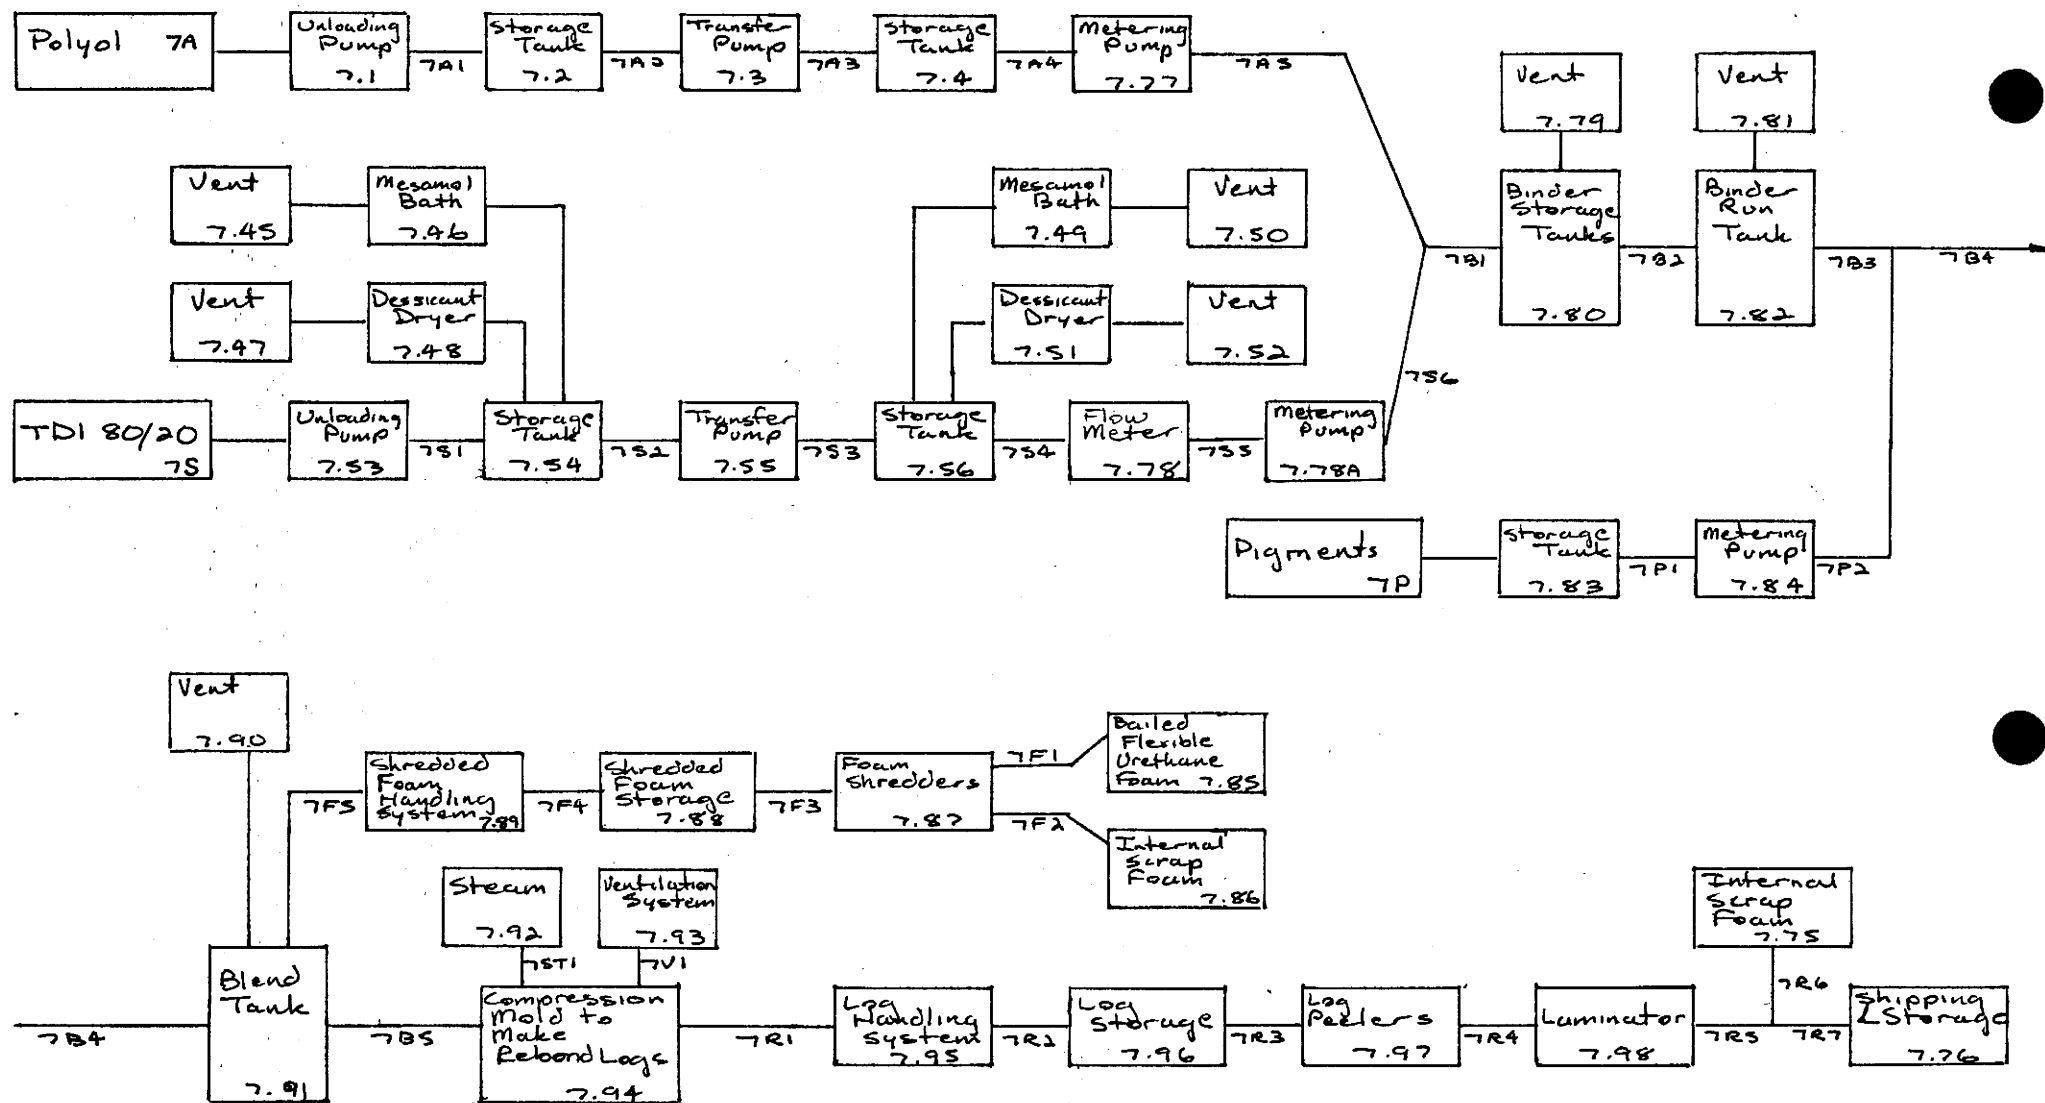 Polyol 7A
Unloading
Pump
7.1
7A1
Storage
Tank
7.2
7A2
Transfer
Pump
7.3
7A3
Storage
Tank
7.4
7A4
Metering
Pump
7.77
7A5
Vent
7.79
Vent
7.81
Vent
7.45
Mesamol
Bath
7.46
Mesamol
Bath
7.49
Vent
7.50
Binder
Storage
Tanks
7.80
Binder
Run
Tank
7.82
7B1
7B2
7B3
7B4
Vent
7.47
Dessicant
Dryer
7.48
Dessicant
Dryer
7.51
Vent
7.52
7S6
TDI 80/20
7S
Unloading
Pump
7.53
7S1
Storage
Tank
7.54
7S2
Transfer
Pump
7.55
7S3
Storage
Tank
7.56
7S4
Flow
Meter
7.78
7S5
Metering
Pump
7.78A
Pigments
7P
Storage
Tank
7.83
7P1
Metering
Pump
7.84
7P2
Vent
7.90
7F5
Shredded
Foam
Handling
System 7.89
7F4
Shredded
Foam
Storage
7.88
7F3
Foam
Shredders
7.87
7F1
7F2
Bailed
Flexible
Urethane
Foam 7.85
Internal
Scrap
Foam
7.86
Steam
7.92
7ST1
Ventilation
System
7.93
7V1
Internal
Scrap
Foam
7.75
7R6
7B4
Blend
Tank
7.91
7B5
Compression
Mold to
Make
Rebond Logs
7.94
7R1
Log
Handling
System
7.95
7R2
Log
Storage
7.96
7R3
Log
Peelers
7.97
7R4
Laminator
7.98
7R5
7R7
Shipping
& Storage
7.76